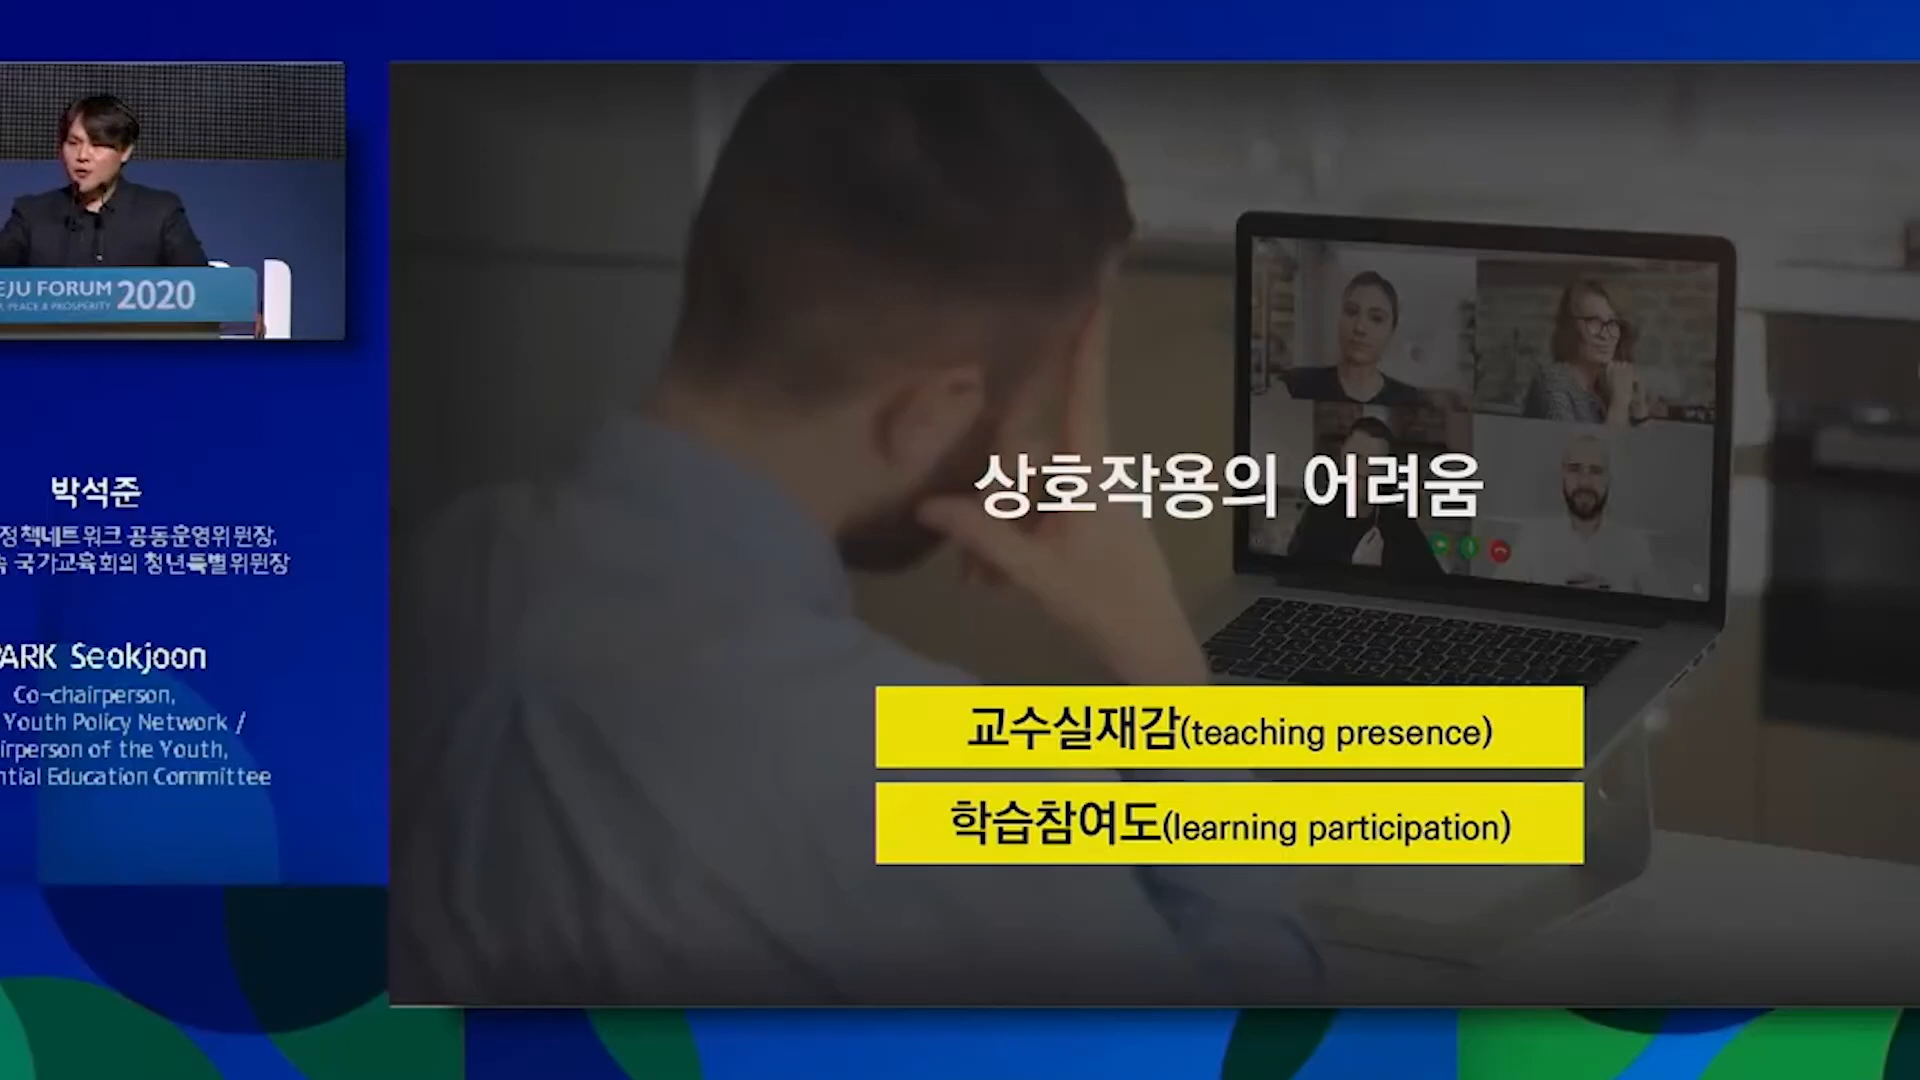 JEJU FORUM 2020
PEACE & PROSPERITY
박석준
정책네트워크 공동운영위원장,
국가교육회의 청년특별위원장
PARK Seokjoon
Co-chairperson,
Youth Policy Network /
irperson of the Youth,
ntial Education Committee
상호작용의 어려움
교수실재감(teaching presence)
학습참여도(learning participation)